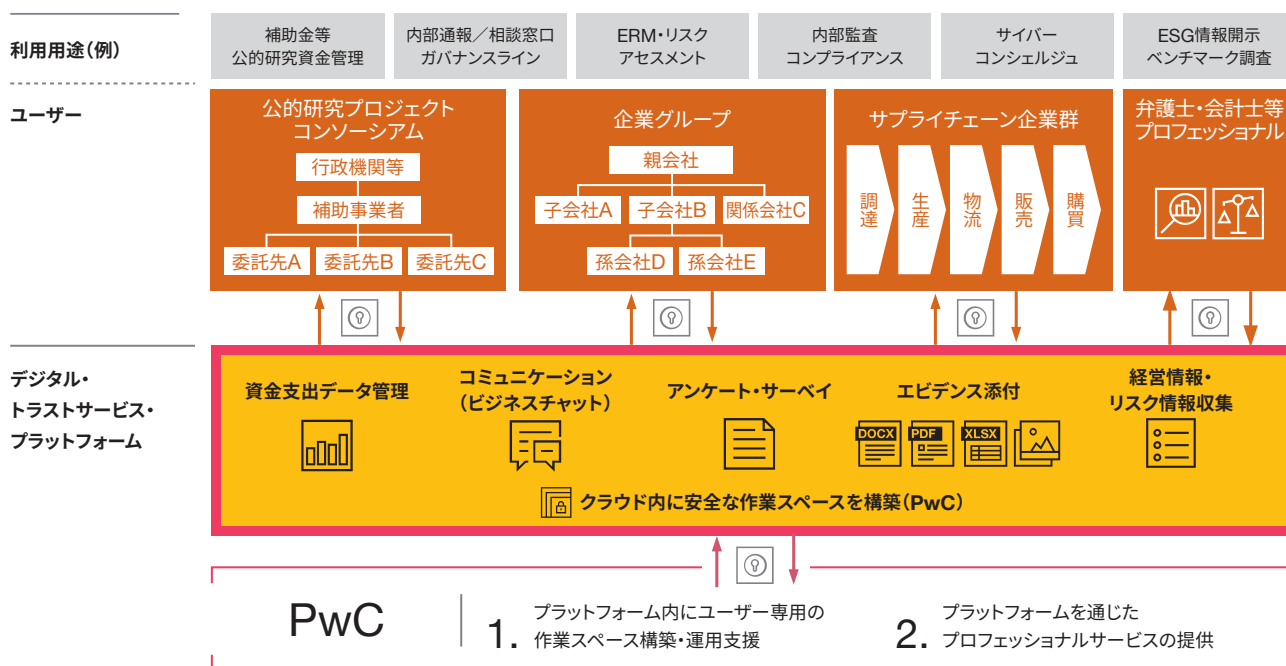 利用用途（例）
補助金等
公的研究資金管理
内部通報／相談窓口
ガバナンスライン
ERM・リスク
アセスメント
内部監査
コンプライアンス
サイバー
コンシェルジュ
ESG情報開示
ベンチマーク調査
ユーザー
公的研究プロジェクト
コンソーシアム
行政機関等
補助事業者
委託先A
委託先B
委託先C
企業グループ
親会社
子会社A
子会社B
関係会社C
孫会社D
孫会社E
サプライチェーン企業群
調達
生産
物流
販売
購買
弁護士・会計士等
プロフェッショナル
デジタル・
トラストサービス・
プラットフォーム
資金支出データ管理
コミュニケーション
（ビジネスチャット）
アンケート・サーベイ
エビデンス添付
DOCX
PDF
XLSX
経営情報・
リスク情報収集
クラウド内に安全な作業スペースを構築（PwC）
PwC
1.
プラットフォーム内にユーザー専用の
作業スペース構築・運用支援
2.
プラットフォームを通じた
プロフェッショナルサービスの提供